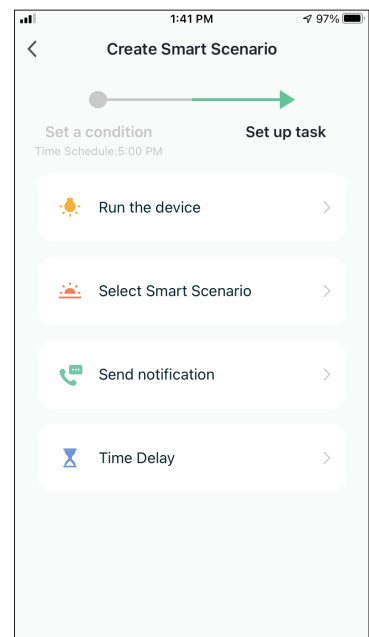 1:41 PM
97%
Create Smart Scenario
Set a condition
Set up task
Time Schedule:5:00 PM
Run the device
Select Smart Scenario
Send notification
Time Delay